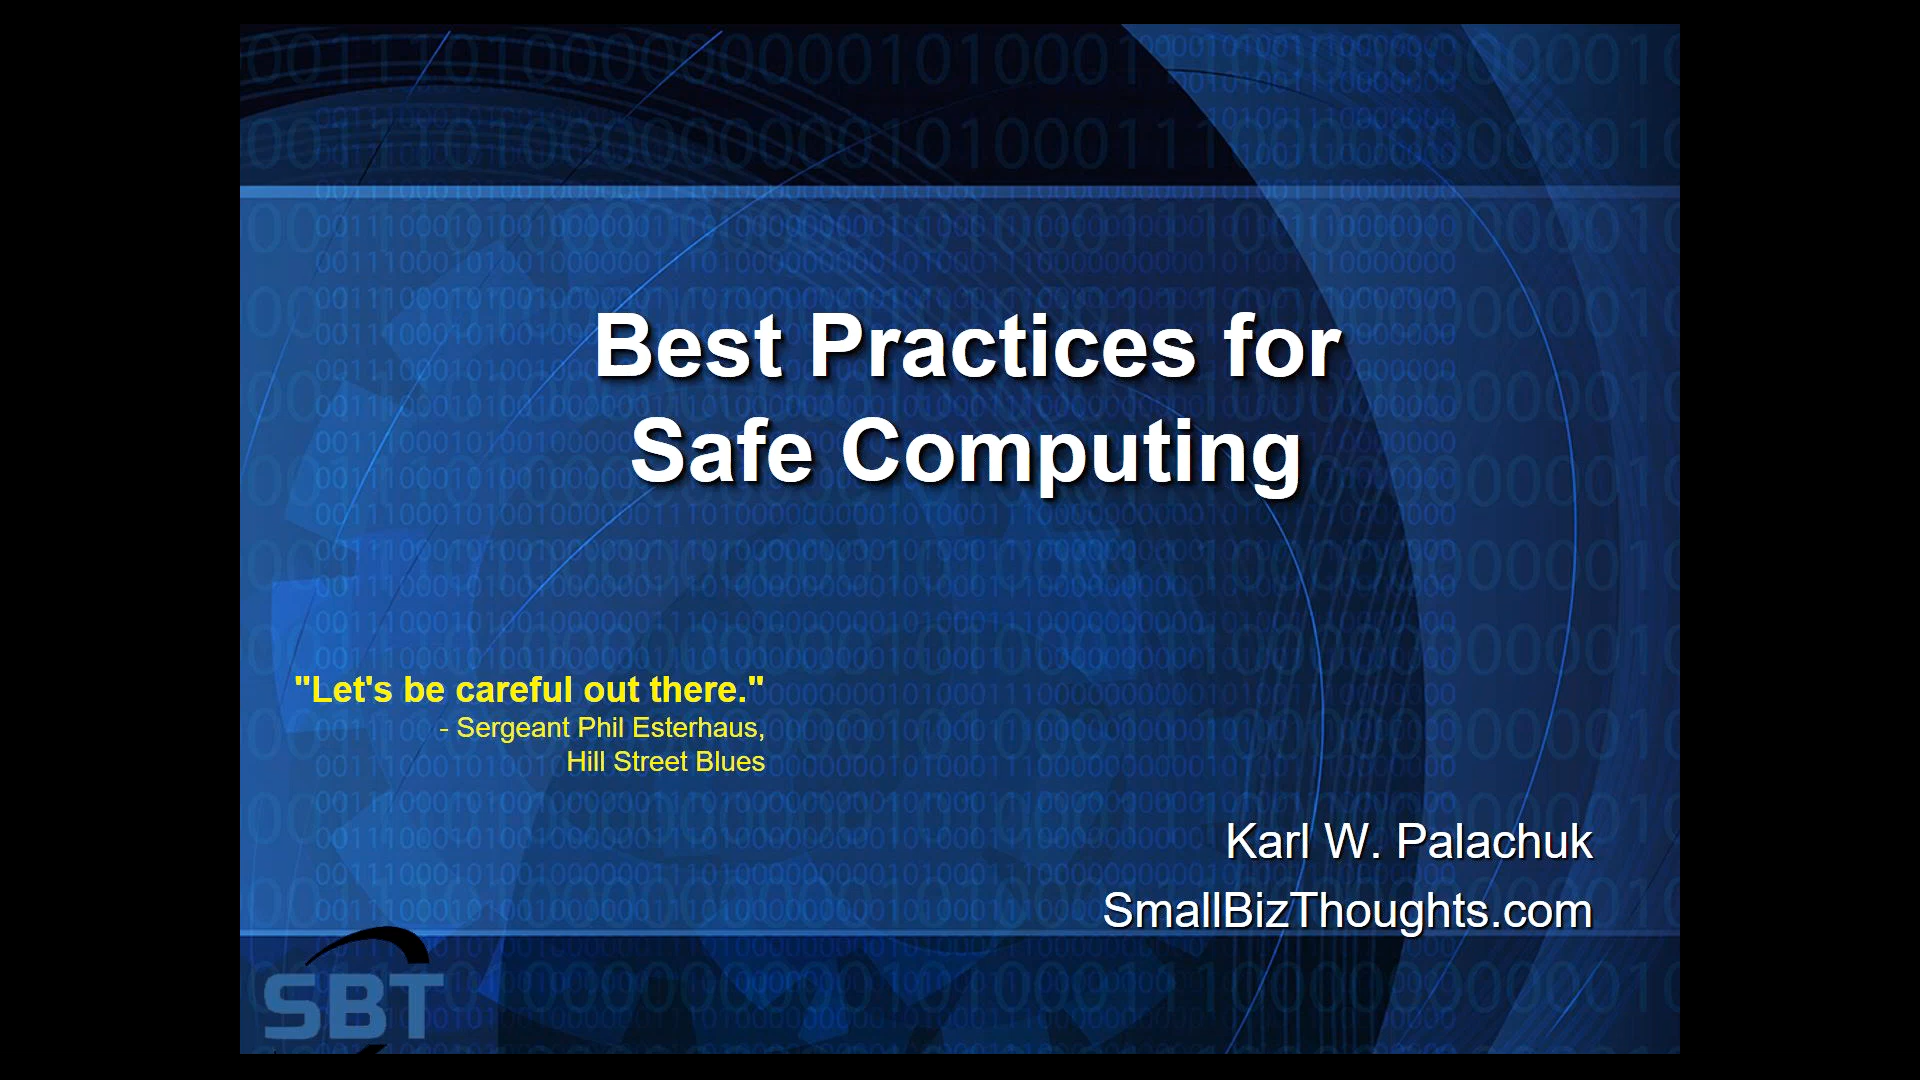 Best Practices for
Safe Computing
"Let's be careful out there."
- Sergeant Phil Esterhaus,
Hill Street Blues
Karl W. Palachuk
SmallBizThoughts.com
SBT